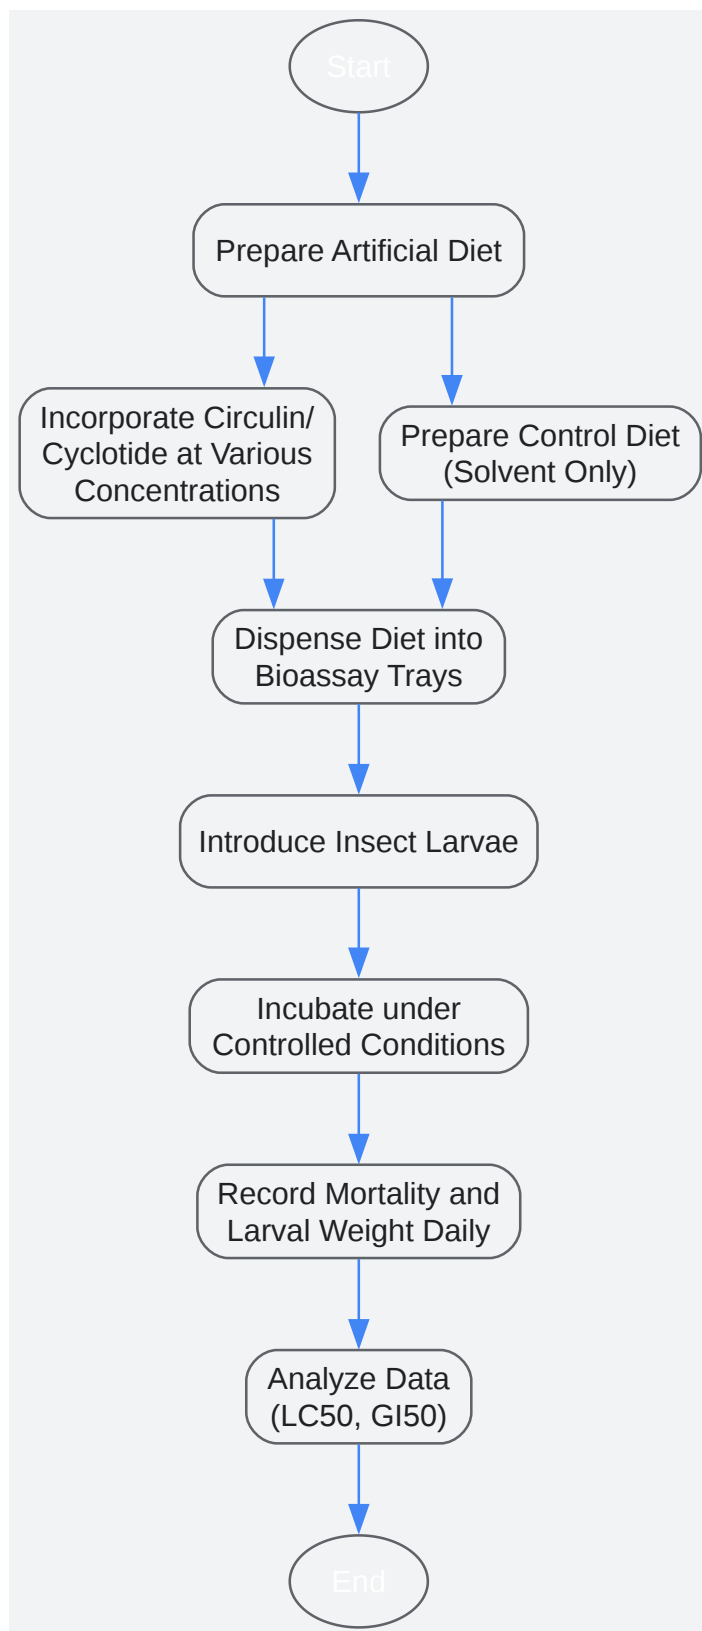 Start
Prepare Artificial Diet
Incorporate Circulin/
Cyclotide at Various
Concentrations
Prepare Control Diet
(Solvent Only)
Dispense Diet into
Bioassay Trays
Introduce Insect Larvae
Incubate under
Controlled Conditions
Record Mortality and
Larval Weight Daily
Analyze Data
(LC50, GI50)
End